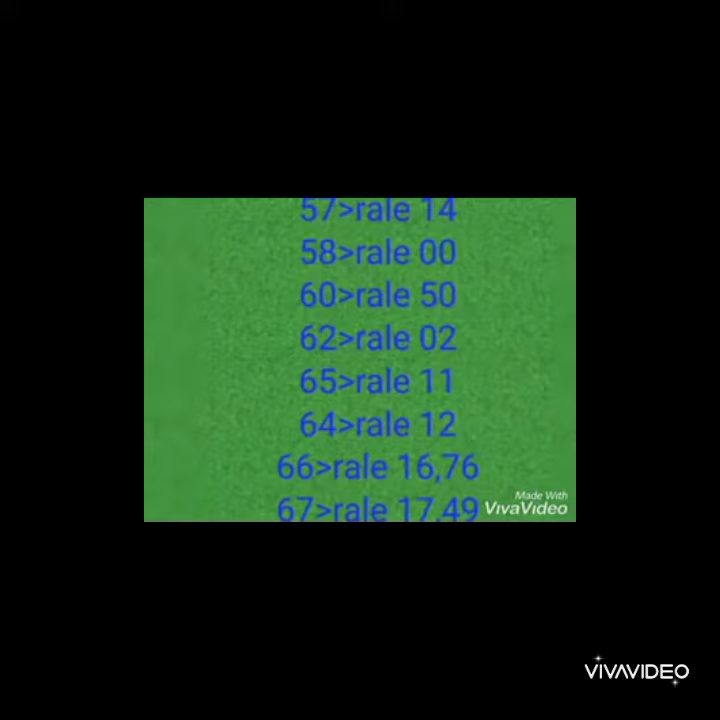 57>rale 14
58>rale 00
60>rale 50
62>rale 02
65>rale 11
64>rale 12
66>rale 16,76
67>rale 17,49
Made With
VivaVideo
VIVAVIDEO